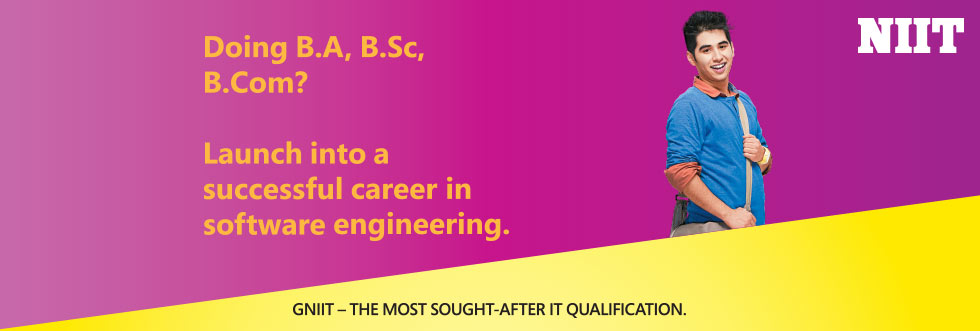 Doing B.A, B.Sc,
B.Com?
Launch into a
successful career in
software engineering.
NIIT
GNIIT – THE MOST SOUGHT-AFTER IT QUALIFICATION.